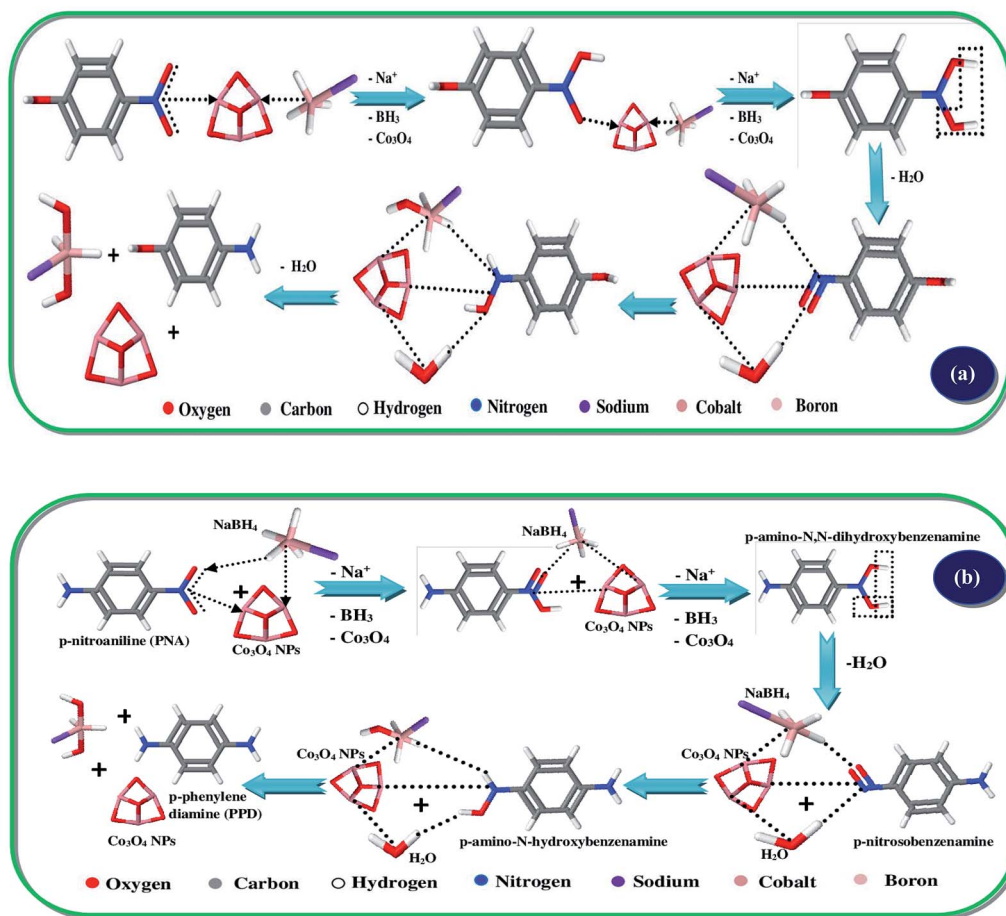 - Na⁺
- BH₃
- Co₃O₄
- Na⁺
- BH₃
- Co₃O₄
- H₂O
+
- H₂O
+
(a)
Oxygen Carbon Hydrogen Nitrogen Sodium Cobalt Boron
NaBH₄
+
p-nitroaniline (PNA)
Co₃O₄ NPs
- Na⁺
- BH₃
- Co₃O₄
NaBH₄
+
Co₃O₄ NPs
- Na⁺
- BH₃
- Co₃O₄
p-amino-N,N-dihydroxybenzenamine
(b)
-H₂O
+
+
p-phenylene
diamine (PPD)
Co₃O₄ NPs
Co₃O₄ NPs
+
H₂O
p-amino-N-hydroxybenzenamine
NaBH₄
Co₃O₄ NPs
+
H₂O
p-nitrosobenzenamine
Oxygen Carbon Hydrogen Nitrogen Sodium Cobalt Boron